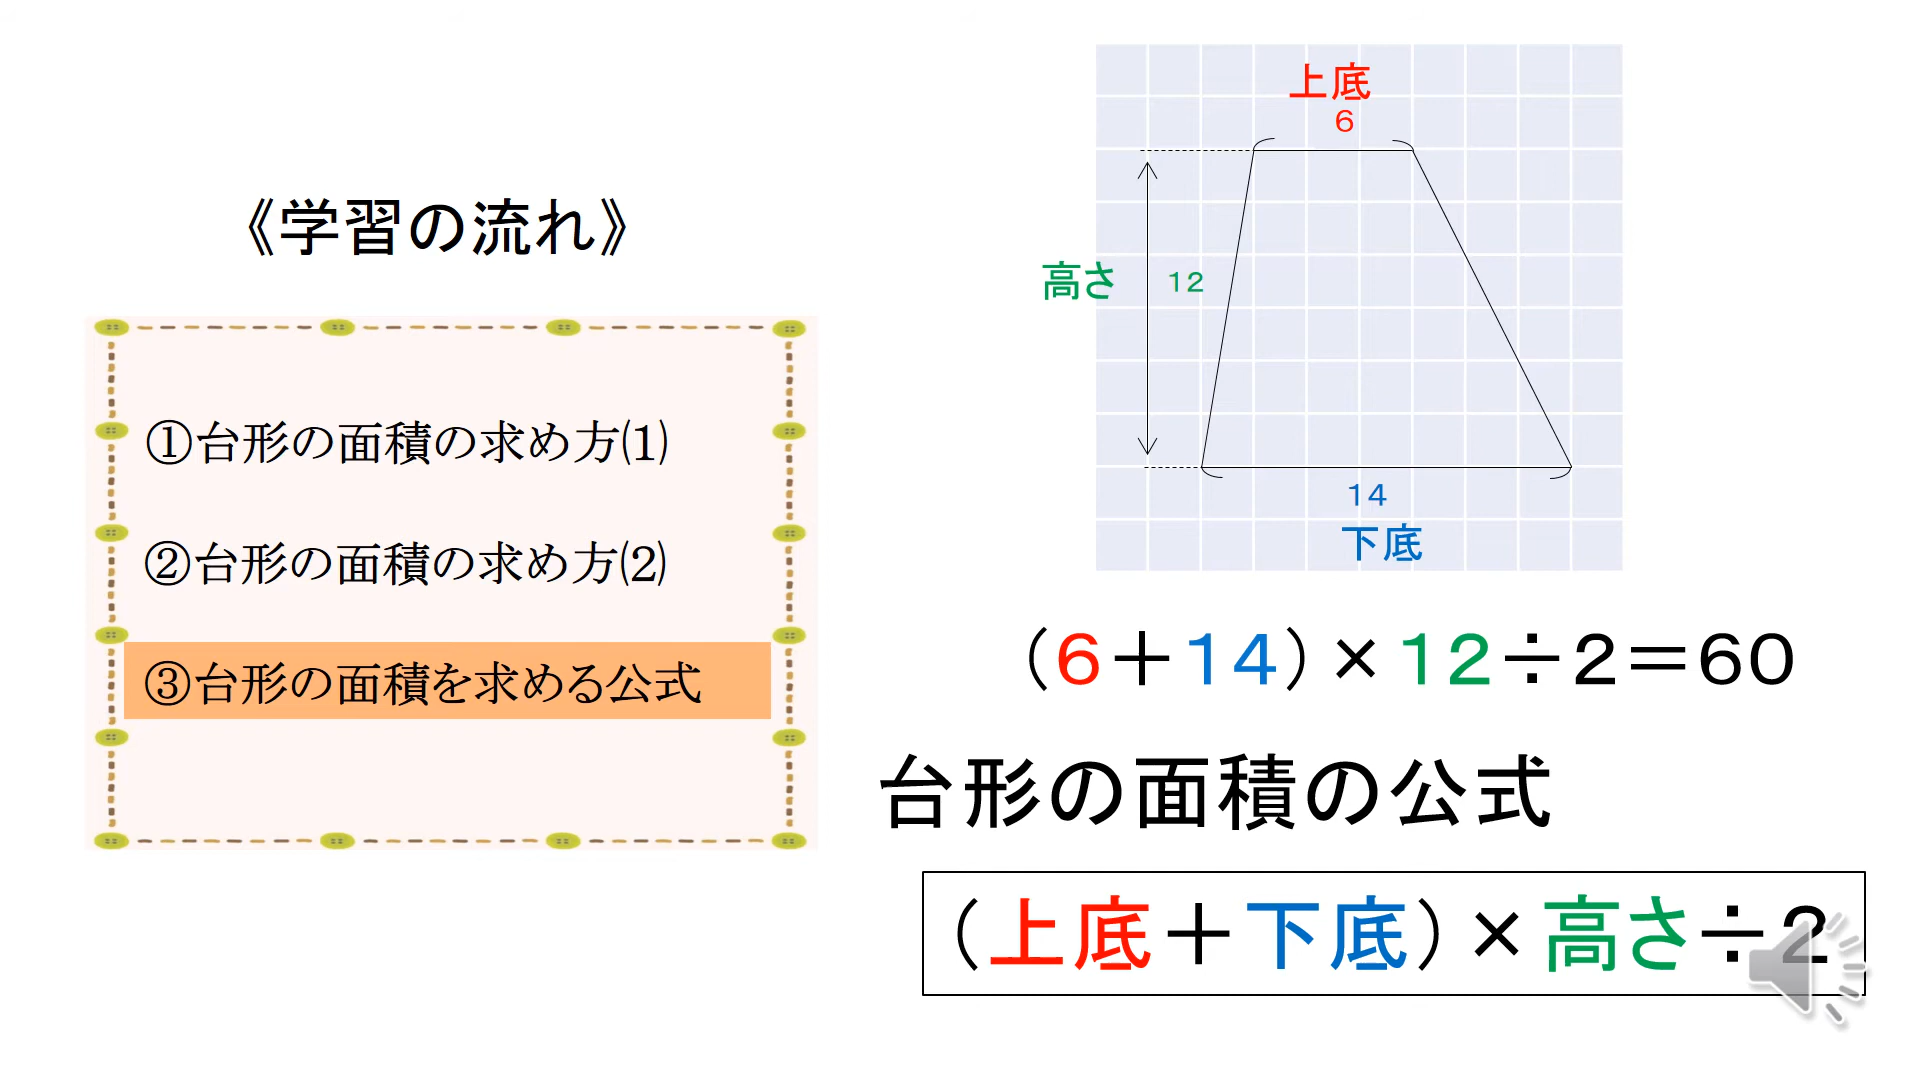 《学習の流れ》
①台形の面積の求め方⑴
②台形の面積の求め方⑵
③台形の面積を求める公式
上底
6
高さ
12
14
下底
(6+14)×12÷2=60
台形の面積の公式
(上底+下底)×高さ÷2